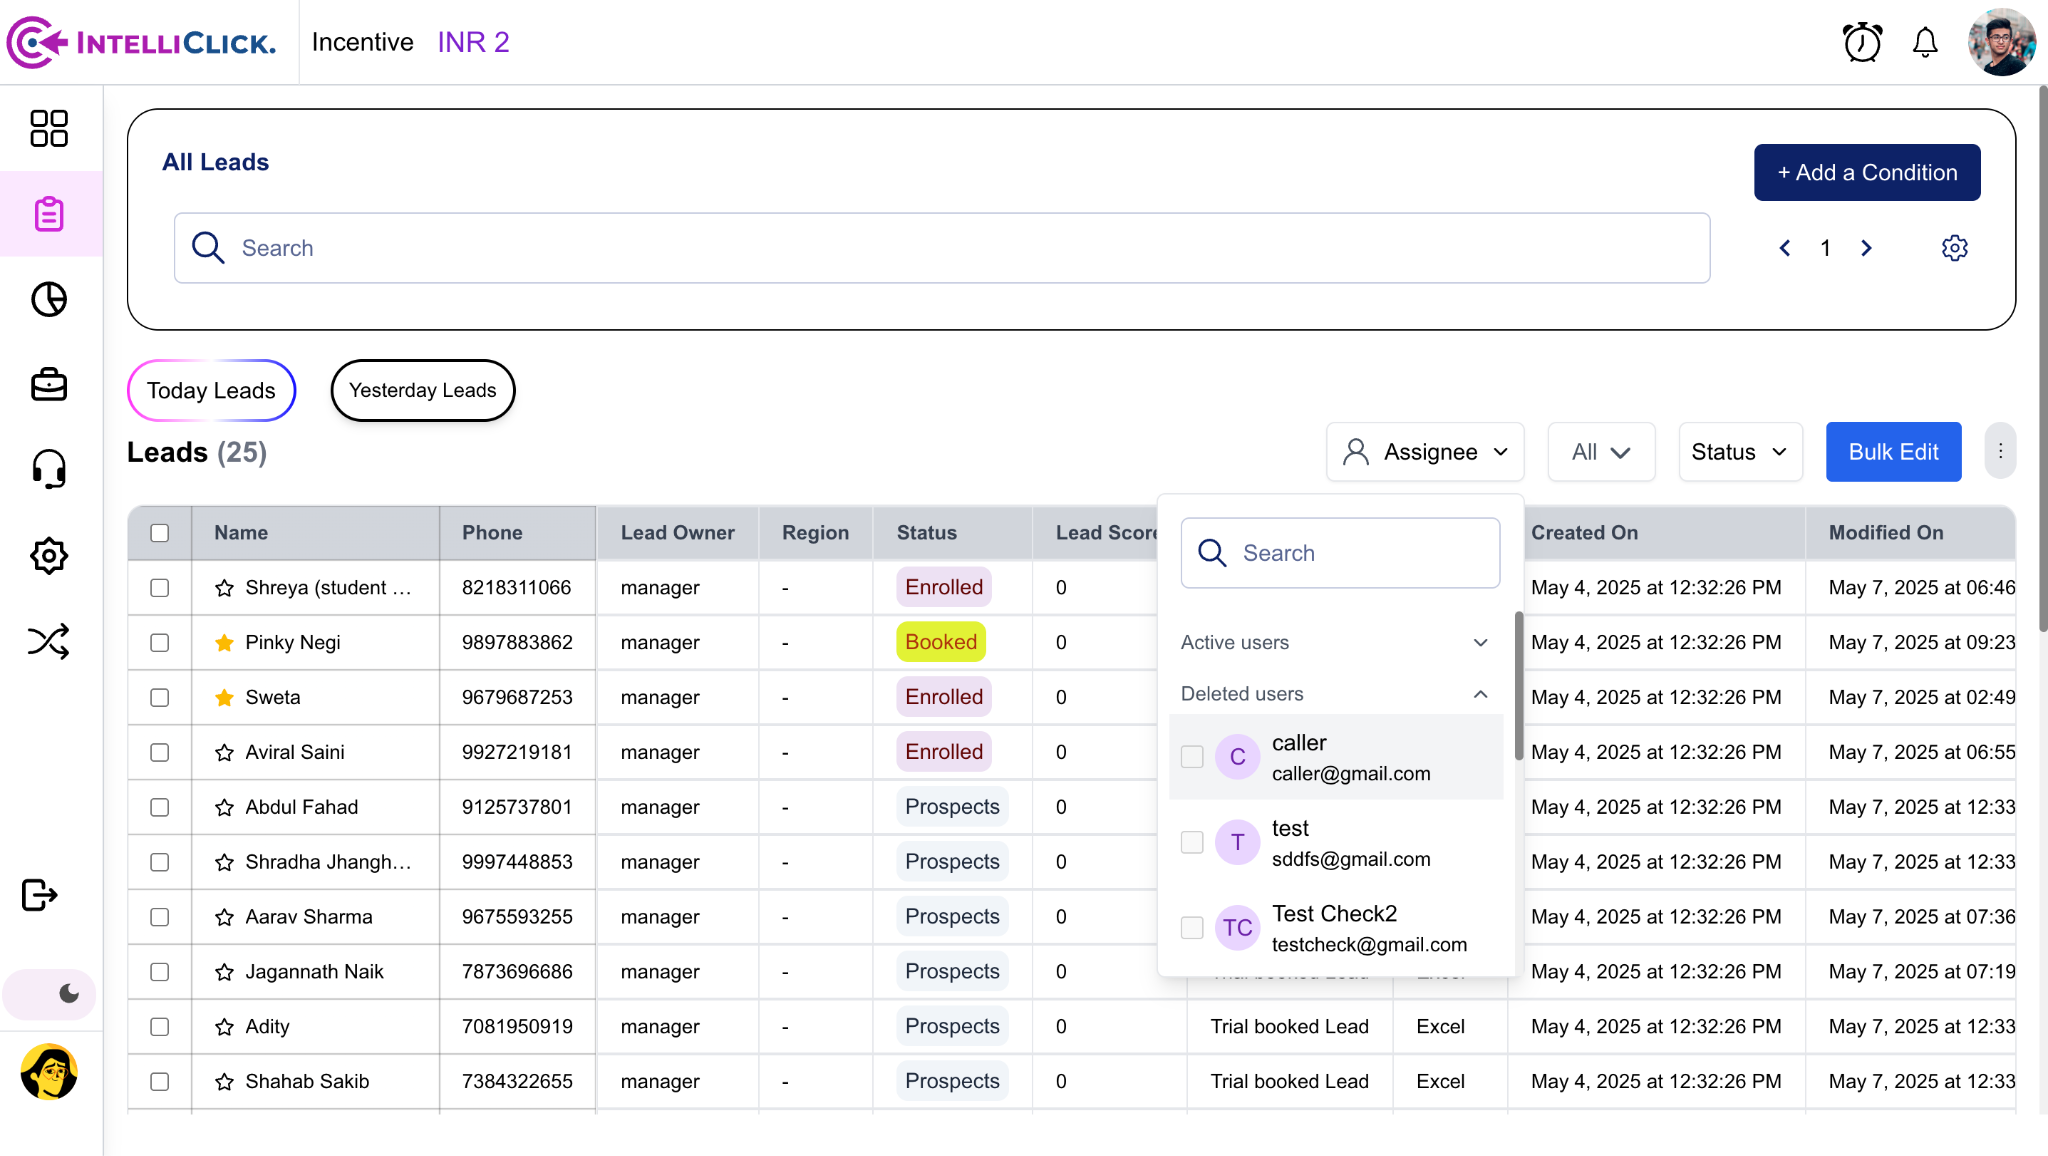 INTELLICLICK.
Incentive INR 2
All Leads
+ Add a Condition
Search
1
Today Leads
Yesterday Leads
Leads (25)
Assignee
All
Status
Bulk Edit
Name Phone Lead Owner Region Status Lead Score Created On Modified On
Shreya (student ... 8218311066 manager - Enrolled 0 May 4, 2025 at 12:32:26 PM May 7, 2025 at 06:46
Pinky Negi 9897883862 manager - Booked 0 May 4, 2025 at 12:32:26 PM May 7, 2025 at 09:23
Sweta 9679687253 manager - Enrolled 0 May 4, 2025 at 12:32:26 PM May 7, 2025 at 02:49
Aviral Saini 9927219181 manager - Enrolled 0 May 4, 2025 at 12:32:26 PM May 7, 2025 at 06:55
Abdul Fahad 9125737801 manager - Prospects 0 May 4, 2025 at 12:32:26 PM May 7, 2025 at 12:33
Shradha Jhangh... 9997448853 manager - Prospects 0 May 4, 2025 at 12:32:26 PM May 7, 2025 at 12:33
Aarav Sharma 9675593255 manager - Prospects 0 May 4, 2025 at 12:32:26 PM May 7, 2025 at 07:36
Jagannath Naik 7873696686 manager - Prospects 0 May 4, 2025 at 12:32:26 PM May 7, 2025 at 07:19
Adity 7081950919 manager - Prospects 0 Trial booked Lead Excel May 4, 2025 at 12:32:26 PM May 7, 2025 at 12:33
Shahab Sakib 7384322655 manager - Prospects 0 Trial booked Lead Excel May 4, 2025 at 12:32:26 PM May 7, 2025 at 12:33
Search
Active users
Deleted users
C
caller
caller@gmail.com
T
test
sddfs@gmail.com
TC
Test Check2
testcheck@gmail.com